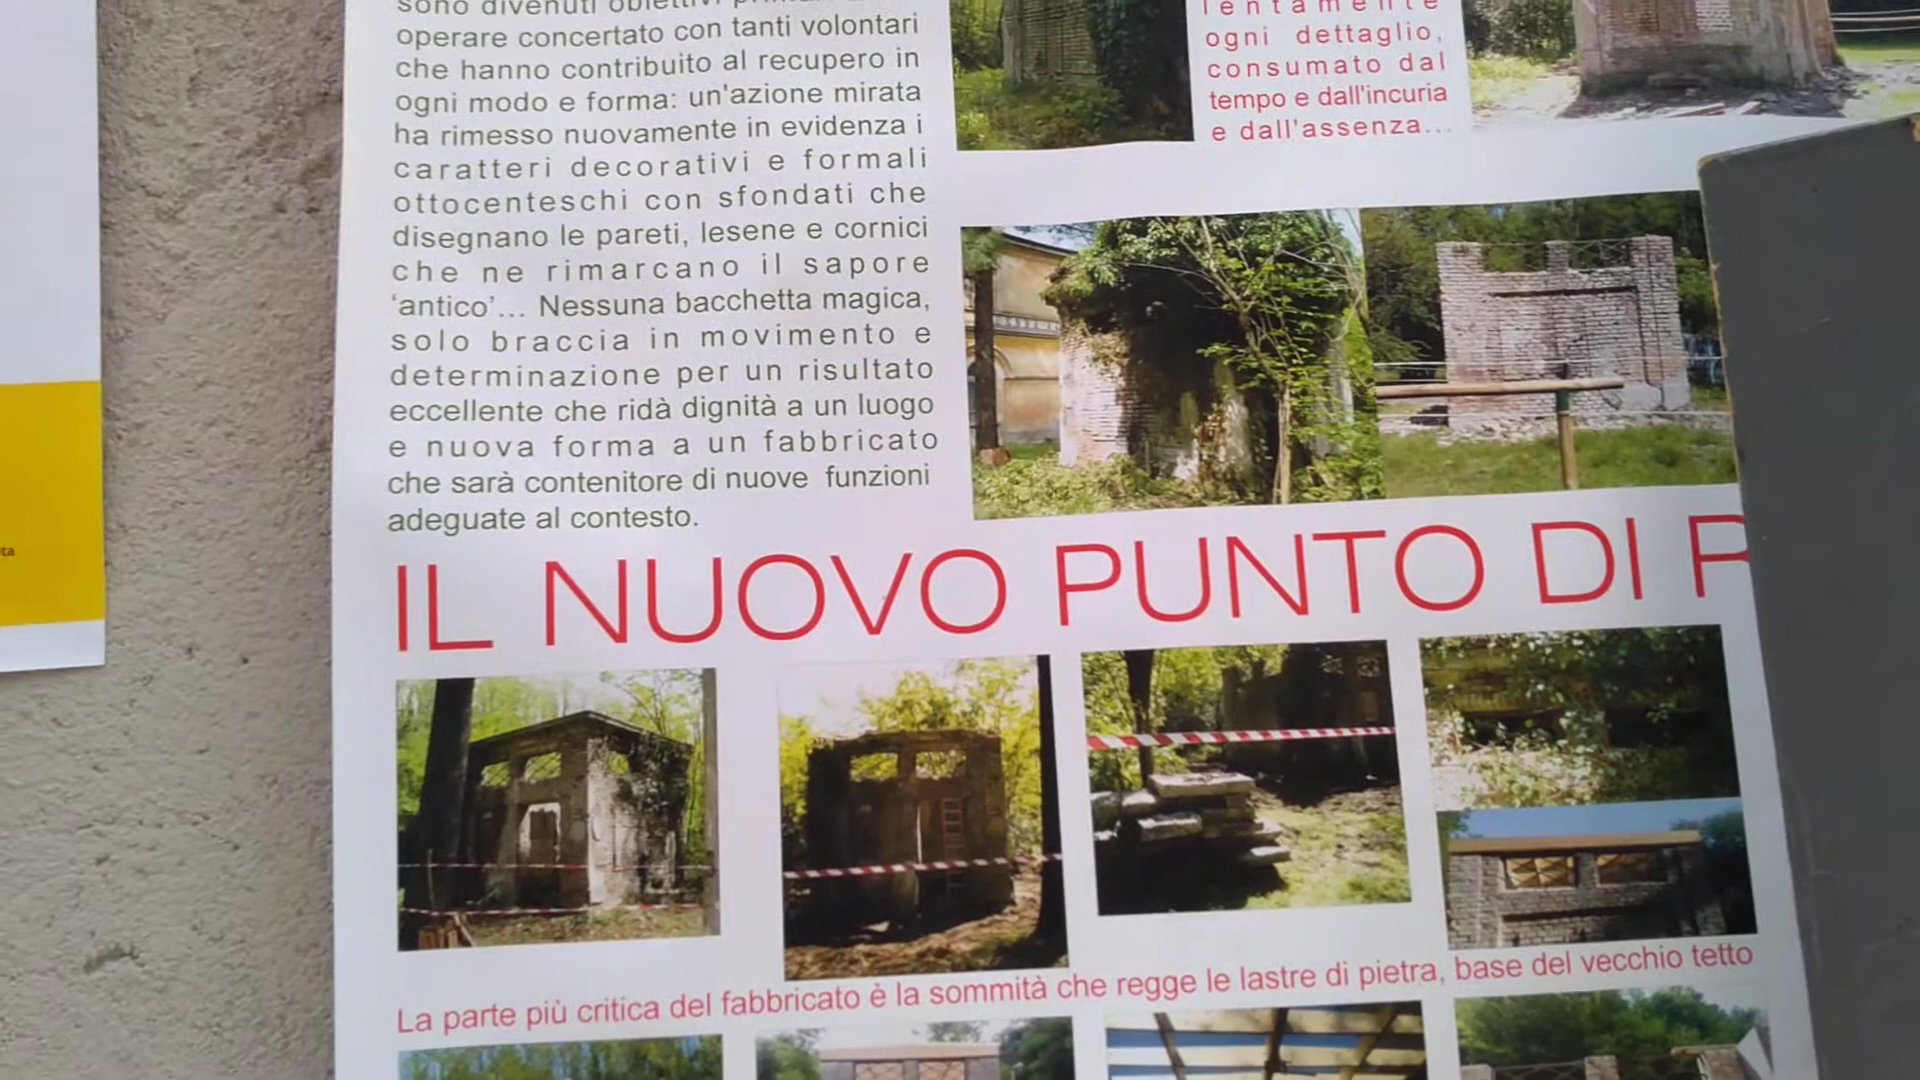 sono divenuti obiettivi
operare concertato con tanti volontari
che hanno contribuito al recupero in
ogni modo e forma: un'azione mirata
ha rimesso nuovamente in evidenza i
caratteri decorativi e formali
ottocenteschi con sfondati che
disegnano le pareti, lesene e cornici
che ne rimarcano il sapore
‘antico’... Nessuna bacchetta magica,
solo braccia in movimento e
determinazione per un risultato
eccellente che ridà dignità a un luogo
e nuova forma a un fabbricato
che sarà contenitore di nuove funzioni
adeguate al contesto.
lentamente
ogni dettaglio,
consumato dal
tempo e dall'incuria
e dall'assenza...
IL NUOVO PUNTO DI R
La parte più critica del fabbricato è la sommità che regge le lastre di pietra, base del vecchio tetto
ta